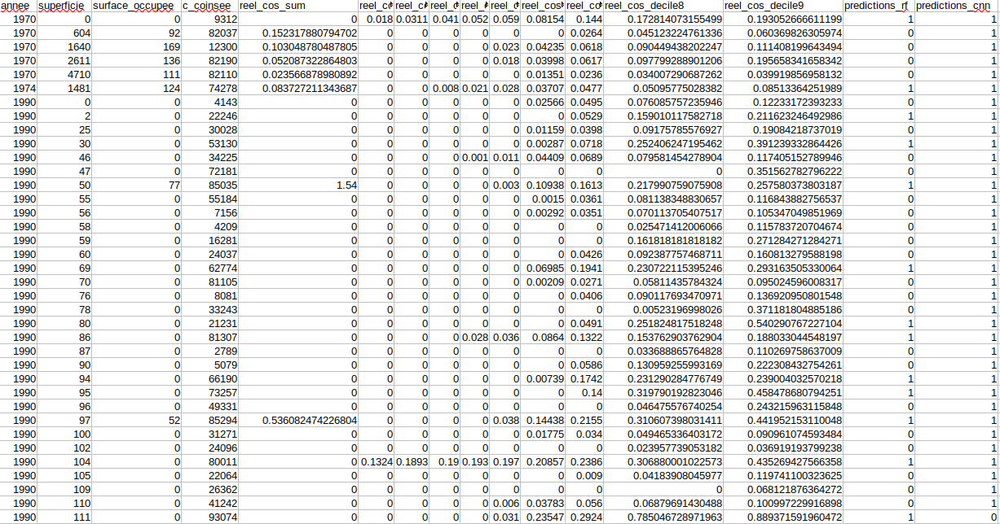 annee superficie surface_occupee c_coinsee reel_cos_sum reel_c reel_c reel_c reel_ reel_c reel_cos reel_co reel_cos_decile8 reel_cos_decile9 predictions_rf predictions_cnn
1970 0 0 9312 0 0.018 0.0311 0.041 0.052 0.059 0.08154 0.144 0.172814073155499 0.193052666611199 1 1
1970 604 92 82037 0.152317880794702 0 0 0 0 0 0 0.0264 0.045123224761336 0.060369826305974 0 1
1970 1640 169 12300 0.103048780487805 0 0 0 0 0.023 0.04235 0.0618 0.090449438202247 0.111408199643494 0 1
1970 2611 136 82190 0.052087322864803 0 0 0 0 0.018 0.03998 0.0617 0.097799288901206 0.195658341658342 0 1
1970 4710 111 82110 0.023566878980892 0 0 0 0 0 0.01351 0.0236 0.034007290687262 0.039919856958132 0 1
1974 1481 124 74278 0.083727211343687 0 0 0.008 0.021 0.028 0.03707 0.0477 0.05095775028382 0.08513364251989 1 1
1990 0 0 4143 0 0 0 0 0 0 0.02566 0.0495 0.076085757235946 0.12233172393233 0 1
1990 2 0 22246 0 0 0 0 0 0 0 0.0529 0.159010117582718 0.211623246492986 1 1
1990 25 0 30028 0 0 0 0 0 0 0.01159 0.0398 0.09175785576927 0.19084218737019 0 1
1990 30 0 53130 0 0 0 0 0 0 0.00287 0.0718 0.252406247195462 0.391239332864426 1 1
1990 46 0 34225 0 0 0 0 0.001 0.011 0.04409 0.0689 0.079581454278904 0.117405152789946 0 1
1990 47 0 72181 0 0 0 0 0 0 0 0 0 0.351562782796222 0 1
1990 50 77 85035 1.54 0 0 0 0 0.003 0.10938 0.1613 0.217990759075908 0.257580373803187 1 1
1990 55 0 55184 0 0 0 0 0 0 0.0015 0.0361 0.081138348830657 0.116843882756537 0 1
1990 56 0 7156 0 0 0 0 0 0 0.00292 0.0351 0.070113705407517 0.105347049851969 0 1
1990 58 0 4209 0 0 0 0 0 0 0 0 0.025471412006066 0.115783720704674 0 1
1990 59 0 16281 0 0 0 0 0 0 0 0 0.161818181818182 0.271284271284271 0 1
1990 60 0 24037 0 0 0 0 0 0 0 0.0426 0.092387757468711 0.160813279588198 0 1
1990 69 0 62774 0 0 0 0 0 0 0.06985 0.1941 0.230722115395246 0.293163505330064 1 1
1990 70 0 81105 0 0 0 0 0 0 0.00209 0.0271 0.05811435784324 0.095024596008317 0 1
1990 76 0 8081 0 0 0 0 0 0 0 0.0406 0.090117693470971 0.136920950801548 0 1
1990 78 0 33243 0 0 0 0 0 0 0 0 0.00523196998026 0.371181804885186 0 1
1990 80 0 21231 0 0 0 0 0 0 0 0.0491 0.251824817518248 0.540290767227104 1 1
1990 86 0 81307 0 0 0 0 0.028 0.036 0.0864 0.1322 0.153762903762904 0.188033044548197 1 1
1990 87 0 2789 0 0 0 0 0 0 0 0 0.033688865764828 0.110269758637009 0 1
1990 90 0 5079 0 0 0 0 0 0 0 0.0586 0.130959255993169 0.222308432754261 0 1
1990 94 0 66190 0 0 0 0 0 0 0.00739 0.1742 0.231290284776749 0.239004032570218 1 1
1990 95 0 73257 0 0 0 0 0 0 0 0.14 0.319790192823046 0.458478680794251 1 1
1990 96 0 49331 0 0 0 0 0 0 0 0 0.046475576740254 0.243215963115848 0 1
1990 97 52 85294 0.536082474226804 0 0 0 0 0.038 0.14438 0.2155 0.310607398031411 0.441952153110048 1 1
1990 100 0 31271 0 0 0 0 0 0 0.01775 0.034 0.049465336403172 0.090961074593484 0 1
1990 102 0 24096 0 0 0 0 0 0 0 0 0.023957739053182 0.036919193799238 0 1
1990 104 0 80011 0 0.1324 0.1893 0.19 0.193 0.197 0.20857 0.2386 0.306880001022573 0.435269427566358 1 1
1990 105 0 22064 0 0 0 0 0 0 0 0.009 0.04183908045977 0.119741100323625 0 1
1990 109 0 26362 0 0 0 0 0 0 0 0 0 0.068121876364272 0 1
1990 110 0 41242 0 0 0 0 0 0.006 0.03783 0.056 0.06879691430488 0.100997229916898 0 1
1990 111 0 93074 0 0 0 0 0 0.031 0.23547 0.2924 0.785046728971963 0.889371591960472 1 0